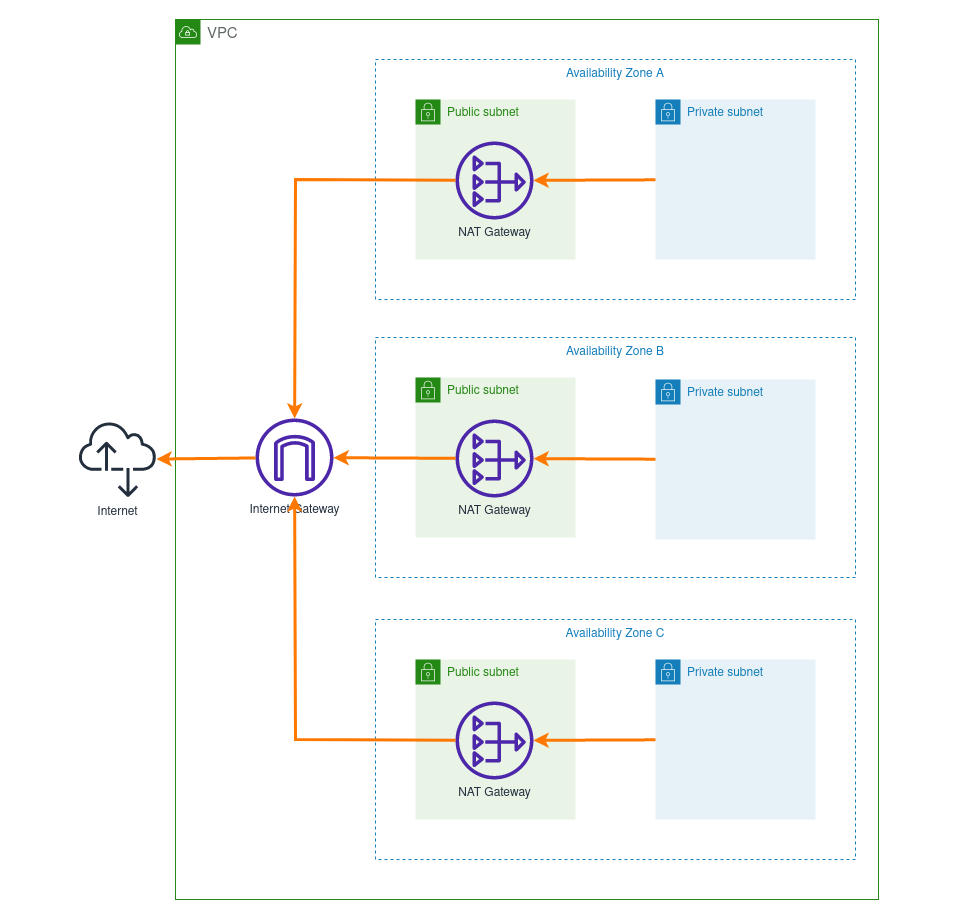 VPC
Availability Zone A
Public subnet
Private subnet
NAT Gateway
Availability Zone B
Public subnet
Private subnet
Internet
Internet Gateway
NAT Gateway
Availability Zone C
Public subnet
Private subnet
NAT Gateway